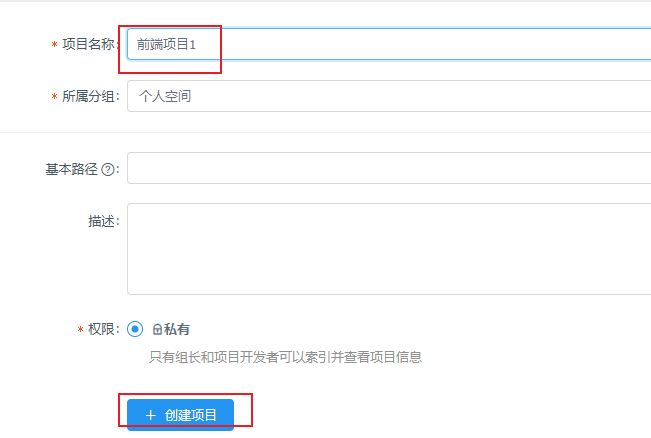 * 项目名称: 前端项目1
* 所属分组: 个人空间
基本路径 ? :
描述:
* 权限: 私有
只有组长和项目开发者可以索引并查看项目信息
+ 创建项目